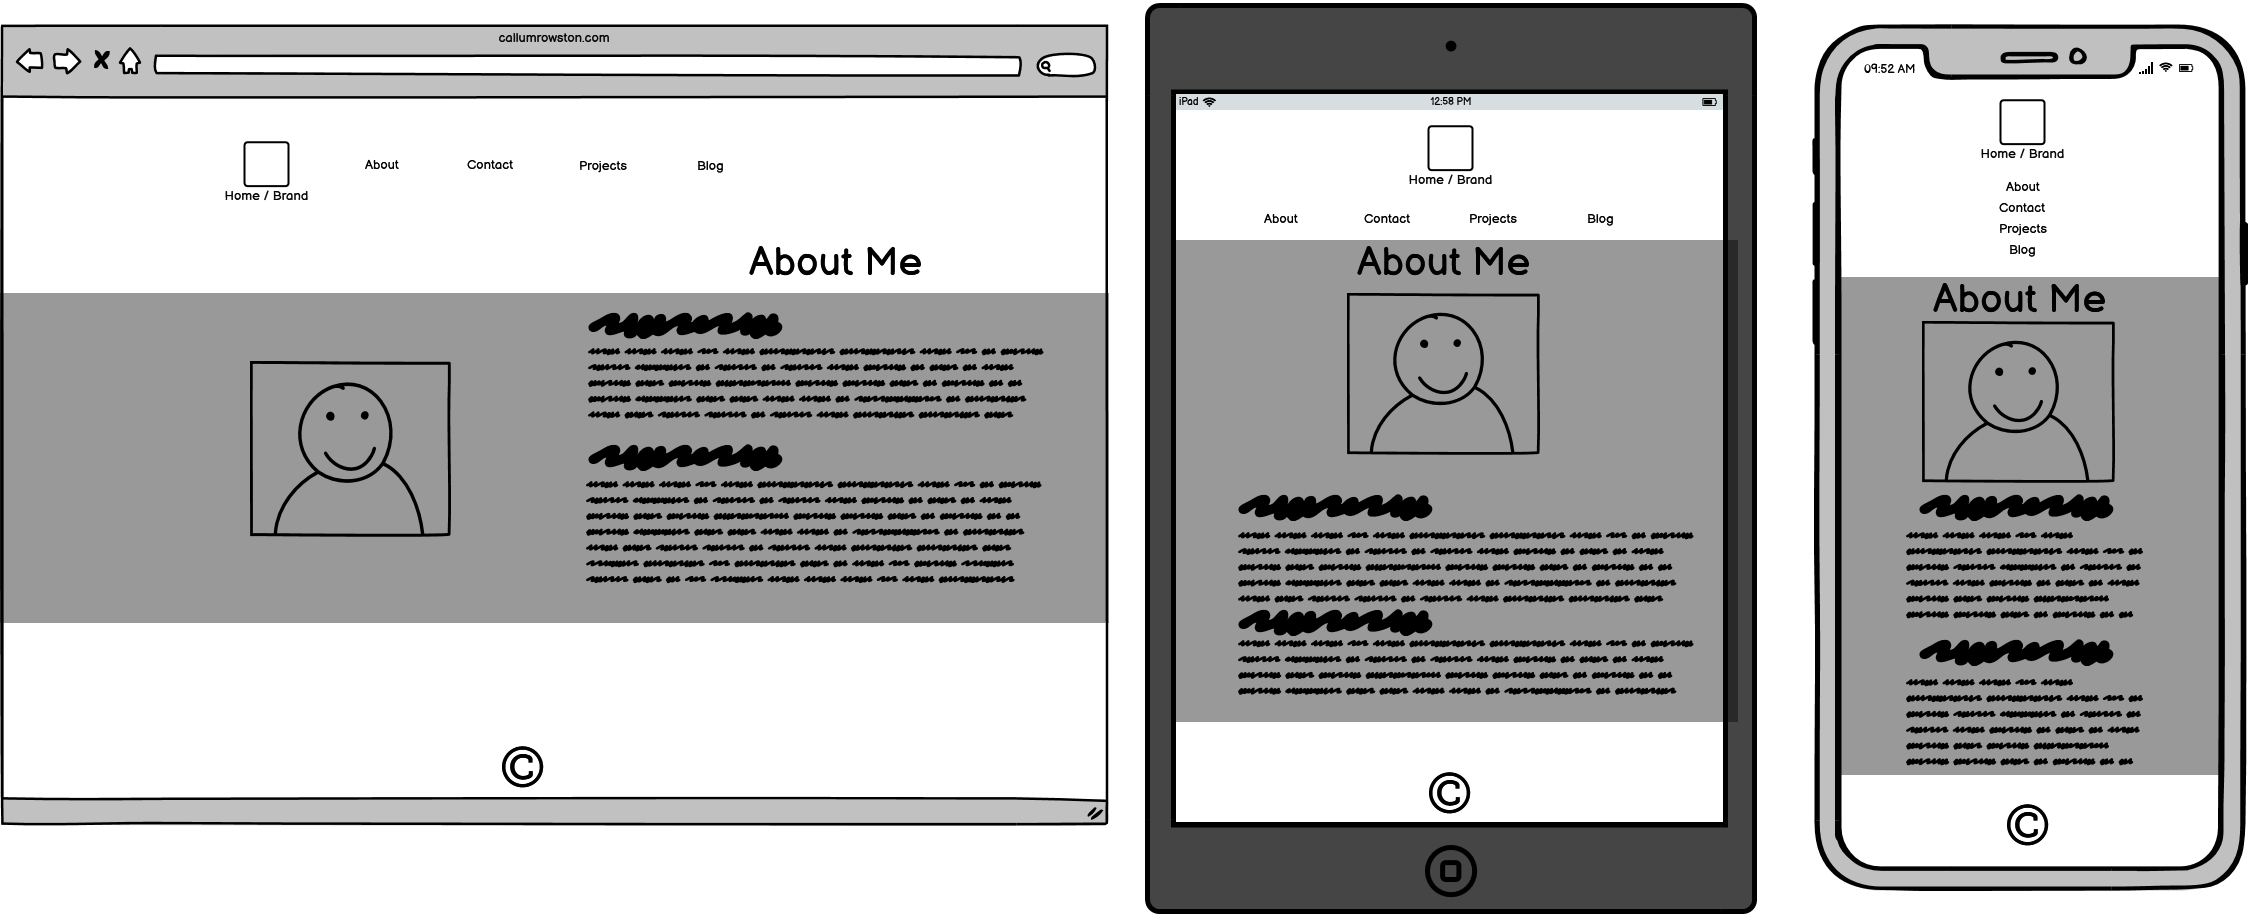 callumrowston.com
About Contact Projects Blog
Home / Brand
About Me
©
iPad 12:58 PM
Home / Brand
About Contact Projects Blog
About Me
©
09:52 AM
Home / Brand
About
Contact
Projects
Blog
About Me
©